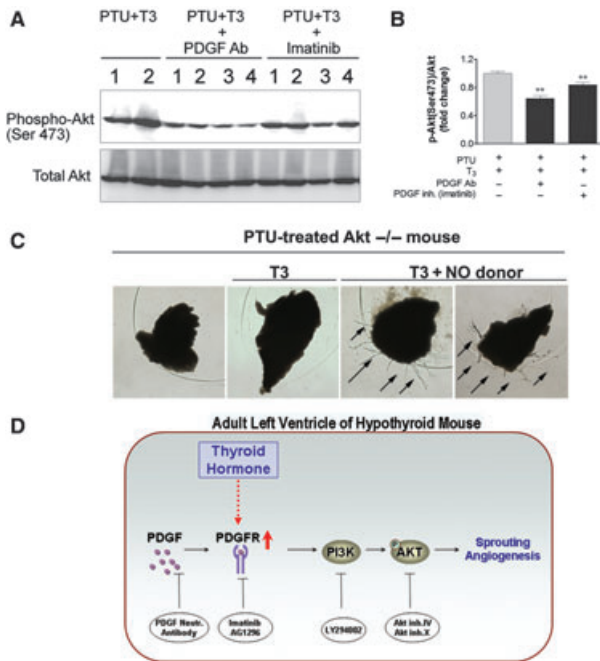 A
PTU+T3
PTU+T3
+
PDGF Ab
PTU+T3
+
Imatinib
1 2 1 2 3 4 1 2 3 4
Phospho-Akt
(Ser 473)
Total Akt
B
p-Akt(Ser473)/Akt
(fold change)
1.2
0.8
0.4
0.0
**
**
PTU + + +
T3 + + +
PDGF Ab – + –
PDGF inh. (imatinib) – – +
C
PTU-treated Akt –/– mouse
T3
T3 + NO donor
D
Adult Left Ventricle of Hypothyroid Mouse
Thyroid
Hormone
PDGF
PDGFR
PI3K
AKT
Sprouting
Angiogenesis
PDGF Neutr.
Antibody
Imatinib
AG1296
LY294002
Akt inh.IV
Akt inh.X